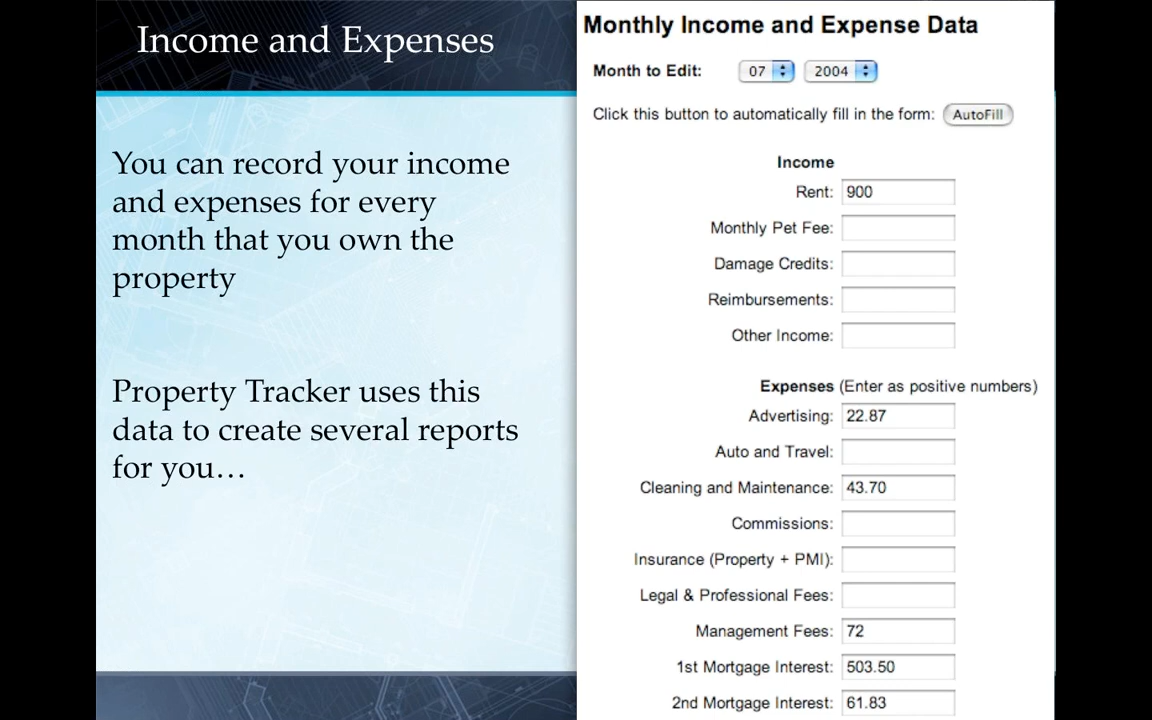 Income and Expenses
You can record your income
and expenses for every
month that you own the
property
Property Tracker uses this
data to create several reports
for you…
Monthly Income and Expense Data
Month to Edit: 07 2004
Click this button to automatically fill in the form: AutoFill
Income
Rent: 900
Monthly Pet Fee:
Damage Credits:
Reimbursements:
Other Income:
Expenses (Enter as positive numbers)
Advertising: 22.87
Auto and Travel:
Cleaning and Maintenance: 43.70
Commissions:
Insurance (Property + PMI):
Legal & Professional Fees:
Management Fees: 72
1st Mortgage Interest: 503.50
2nd Mortgage Interest: 61.83